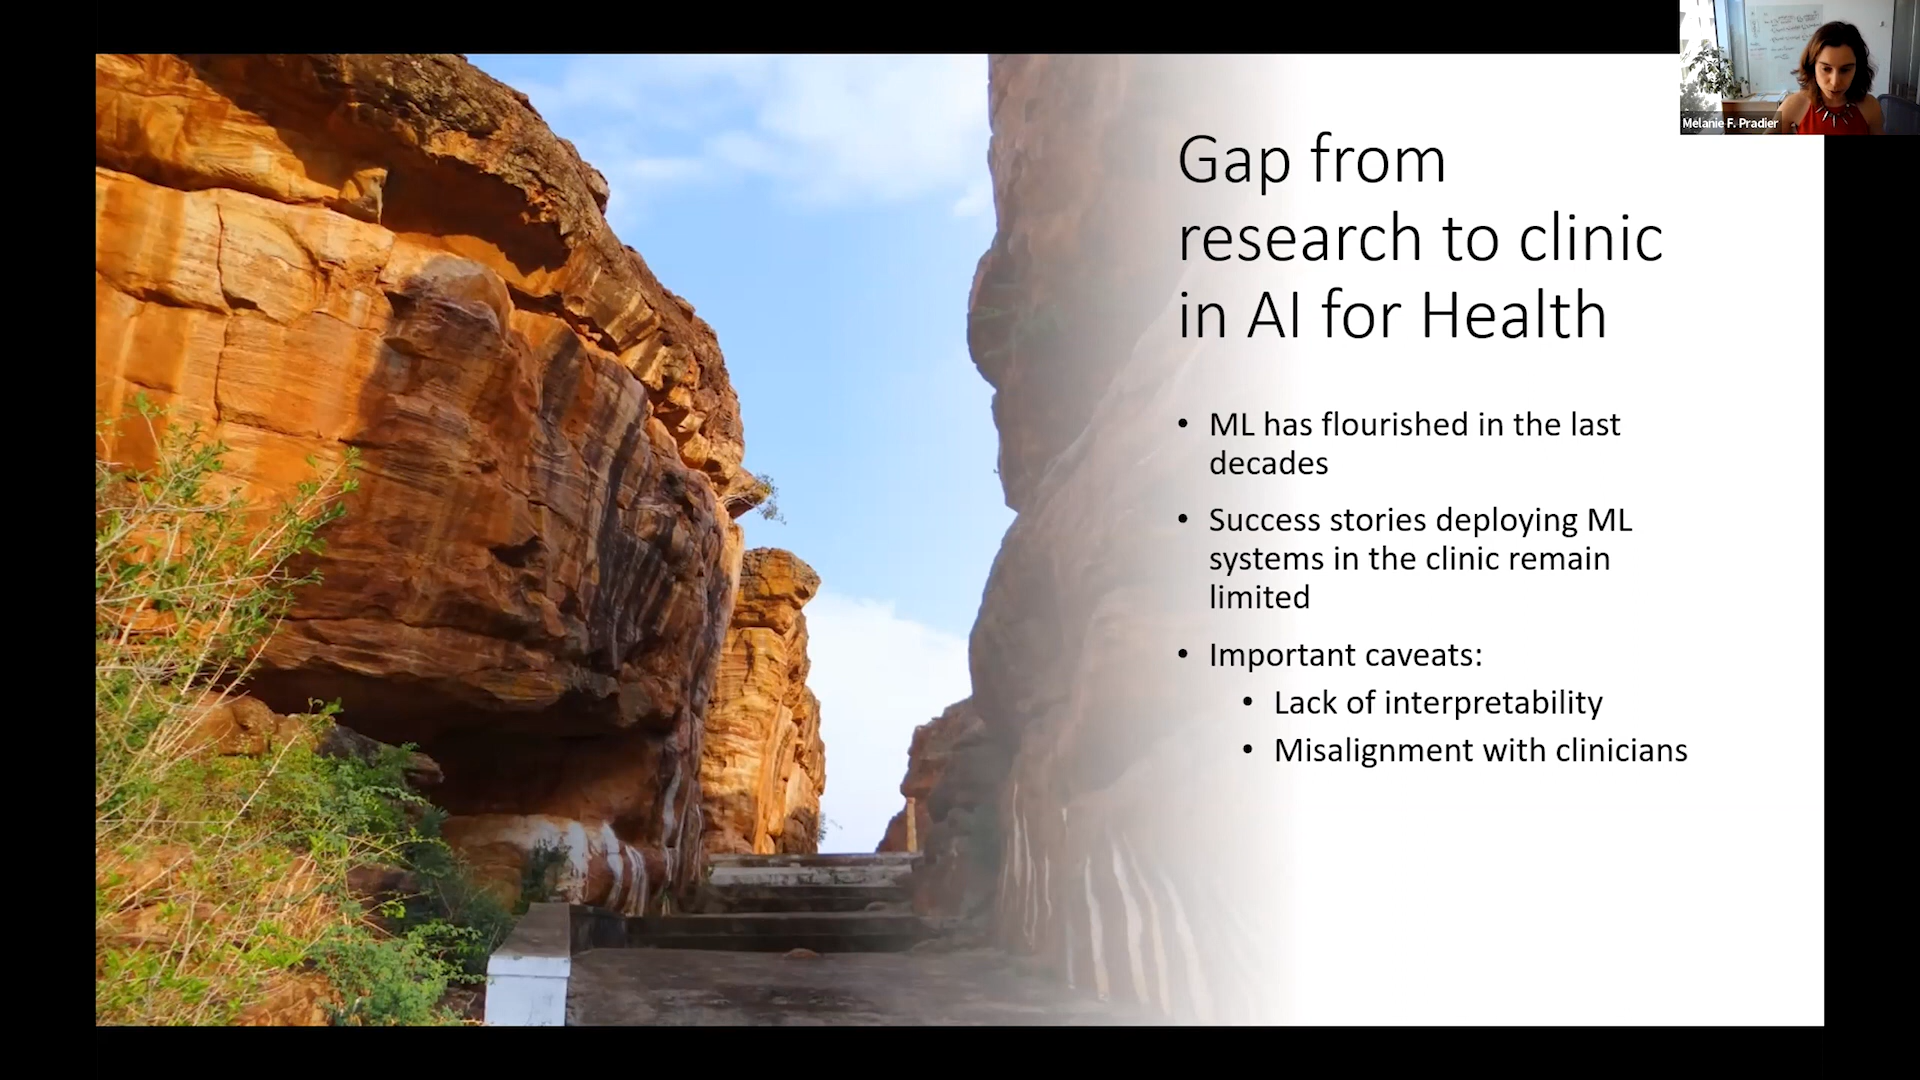 Melanie F. Pradier
Gap from
research to clinic
in AI for Health
• ML has flourished in the last
decades
• Success stories deploying ML
systems in the clinic remain
limited
• Important caveats:
• Lack of interpretability
• Misalignment with clinicians